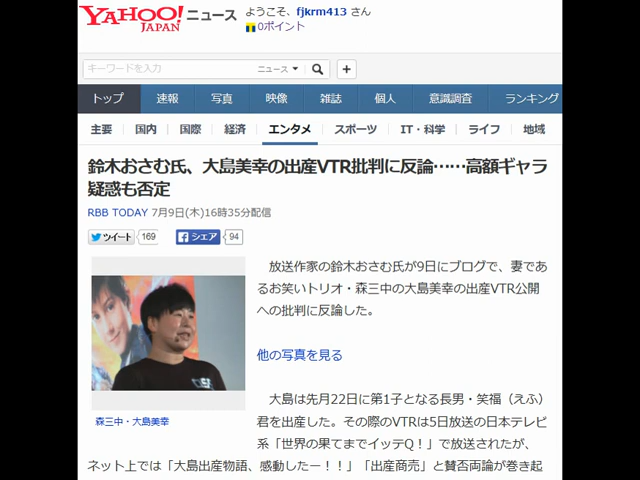 YAHOO! JAPAN ニュース
ようこそ、fjkrm413 さん
0ポイント
キーワードを入力 ニュース
トップ 速報 写真 映像 雑誌 個人 意識調査 ランキング
主要 国内 国際 経済 エンタメ スポーツ IT・科学 ライフ 地域
鈴木おさむ氏、大島美幸の出産VTR批判に反論……高額ギャラ
疑惑も否定
RBB TODAY 7月9日(木)16時35分配信
ツイート 169 シェア 94
放送作家の鈴木おさむ氏が9日にブログで、妻であ
るお笑いトリオ・森三中の大島美幸の出産VTR公開
への批判に反論した。
他の写真を見る
森三中・大島美幸
大島は先月22日に第1子となる長男・笑福（えふ）
君を出産した。その際のVTRは5日放送の日本テレビ
系「世界の果てまでイッテQ！」で放送されたが、
ネット上では「大島出産物語、感動したー！！」「出産商売」と賛否両論が巻き起